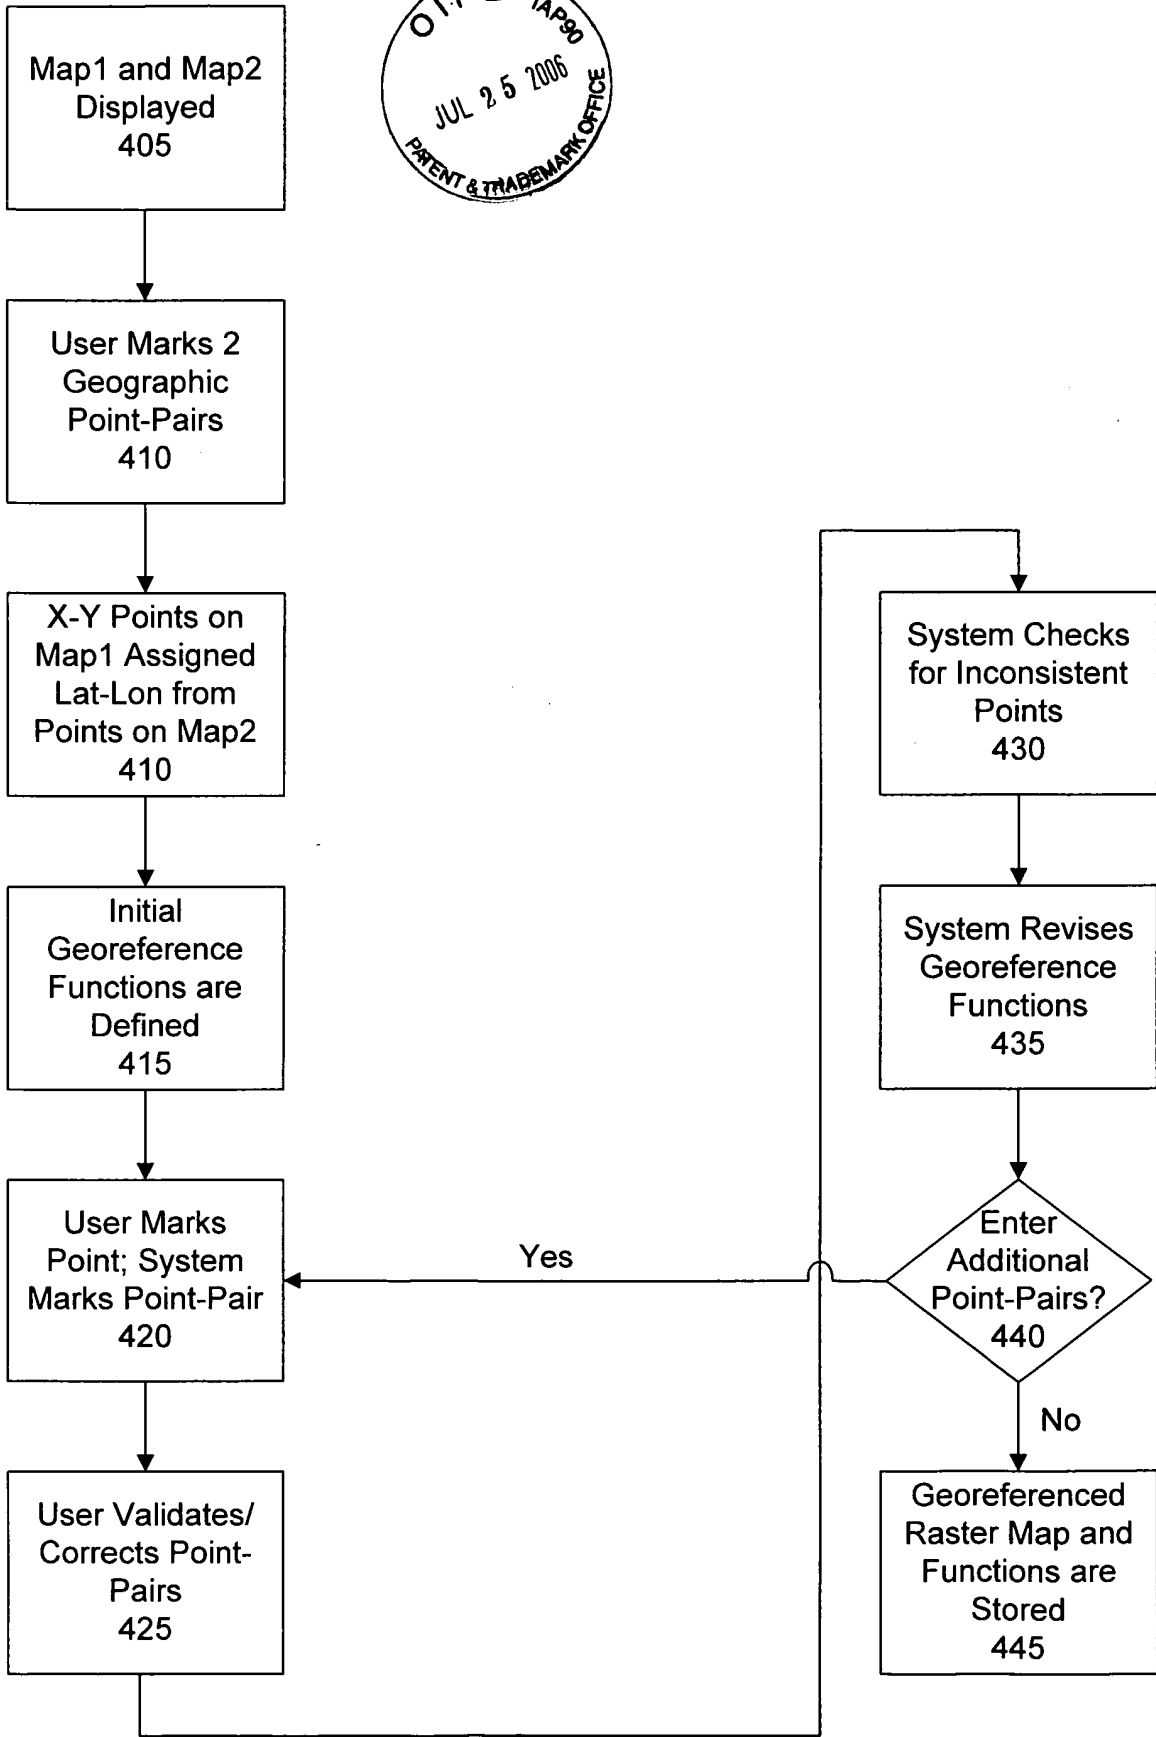 Map1 and Map2
Displayed
405
JUL 25 2006
PATENT & TRADEMARK OFFICE
User Marks 2
Geographic
Point-Pairs
410
X-Y Points on
Map1 Assigned
Lat-Lon from
Points on Map2
410
Initial
Georeference
Functions are
Defined
415
User Marks
Point; System
Marks Point-Pair
420
User Validates/
Corrects Point-
Pairs
425
System Checks
for Inconsistent
Points
430
System Revises
Georeference
Functions
435
Enter
Additional
Point-Pairs?
440
Yes
No
Georeferenced
Raster Map and
Functions are
Stored
445